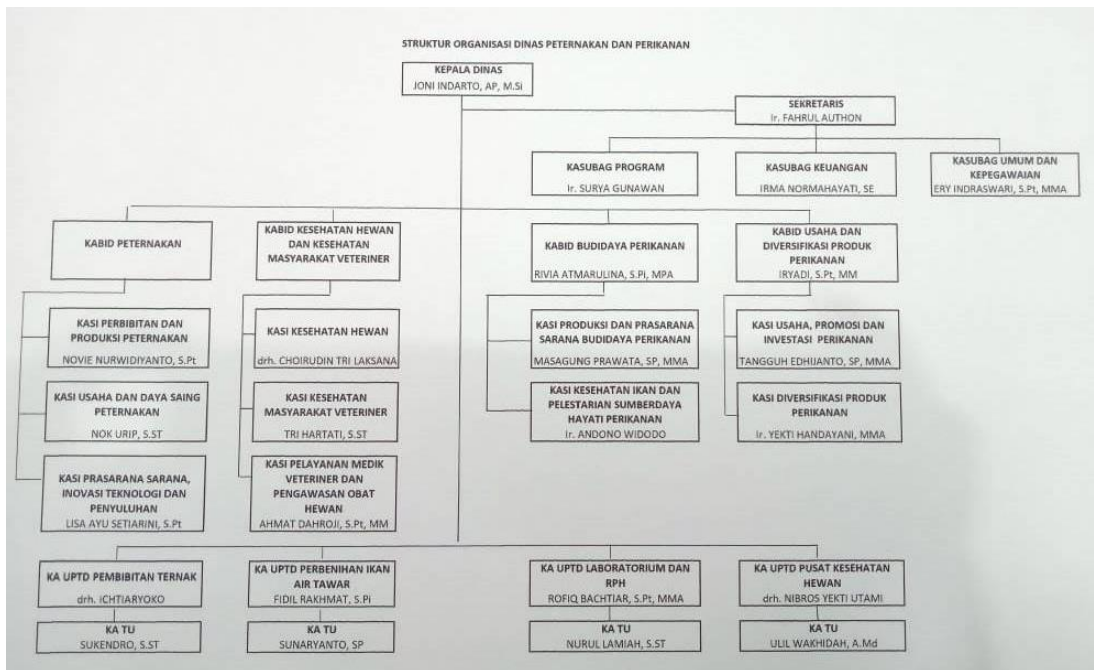 STRUKTUR ORGANISASI DINAS PETERNAKAN DAN PERIKANAN
KEPALA DINAS
JONI INDARTO, AP, M.Si
SEKRETARIS
Ir. FAHRUL AUTHON
KASUBAG PROGRAM
Ir. SURYA GUNAWAN
KASUBAG KEUANGAN
IRMA NORMAHAYATI, SE
KASUBAG UMUM DAN
KEPEGAWAIAN
ERY INDRASWARI, S.Pt, MMA
KABID PETERNAKAN
KABID KESEHATAN HEWAN
DAN KESEHATAN
MASYARAKAT VETERINER
KABID BUDIDAYA PERIKANAN
RIVIA ATMARULINA, S.Pi, MPA
KABID USAHA DAN
DIVERSIFIKASI PRODUK
PERIKANAN
IRYADI, S.Pt, MM
KASI PERBIBITAN DAN
PRODUKSI PETERNAKAN
NOVIE NURWIDIYANTO, S.Pt
KASI KESEHATAN HEWAN
drh. CHOIRUDIN TRI LAKSANA
KASI PRODUKSI DAN PRASARANA
SARANA BUDIDAYA PERIKANAN
MASAGUNG PRAWATA, SP, MMA
KASI USAHA, PROMOSI DAN
INVESTASI PERIKANAN
TANGGUH EDHIJANTO, SP, MMA
KASI USAHA DAN DAYA SAING
PETERNAKAN
NOK URIP, S.ST
KASI KESEHATAN
MASYARAKAT VETERINER
TRI HARTATI, S.ST
KASI KESEHATAN IKAN DAN
PELESTARIAN SUMBERDAYA
HAYATI PERIKANAN
Ir. ANDONO WIDODO
KASI DIVERSIFIKASI PRODUK
PERIKANAN
Ir. YEKTI HANDAYANI, MMA
KASI PRASARANA SARANA,
INOVASI TEKNOLOGI DAN
PENYULUHAN
LISA AYU SETIARINI, S.Pt
KASI PELAYANAN MEDIK
VETERINER DAN
PENGAWASAN OBAT
HEWAN
AHMAT DAHROJI, S.Pt, MM
KA UPTD PEMBIBITAN TERNAK
drh. ICHTIARYOKO
KA UPTD PERBENIHAN IKAN
AIR TAWAR
FIDIL RAKHMAT, S.Pi
KA UPTD LABORATORIUM DAN
RPH
ROFIQ BACHTIAR, S.Pt, MMA
KA UPTD PUSAT KESEHATAN
HEWAN
drh. NIBROS YEKTI UTAMI
KA TU
SUKENDRO, S.ST
KA TU
SUNARYANTO, SP
KA TU
NURUL LAMIAH, S.ST
KA TU
ULIL WAKHIDAH, A.Md